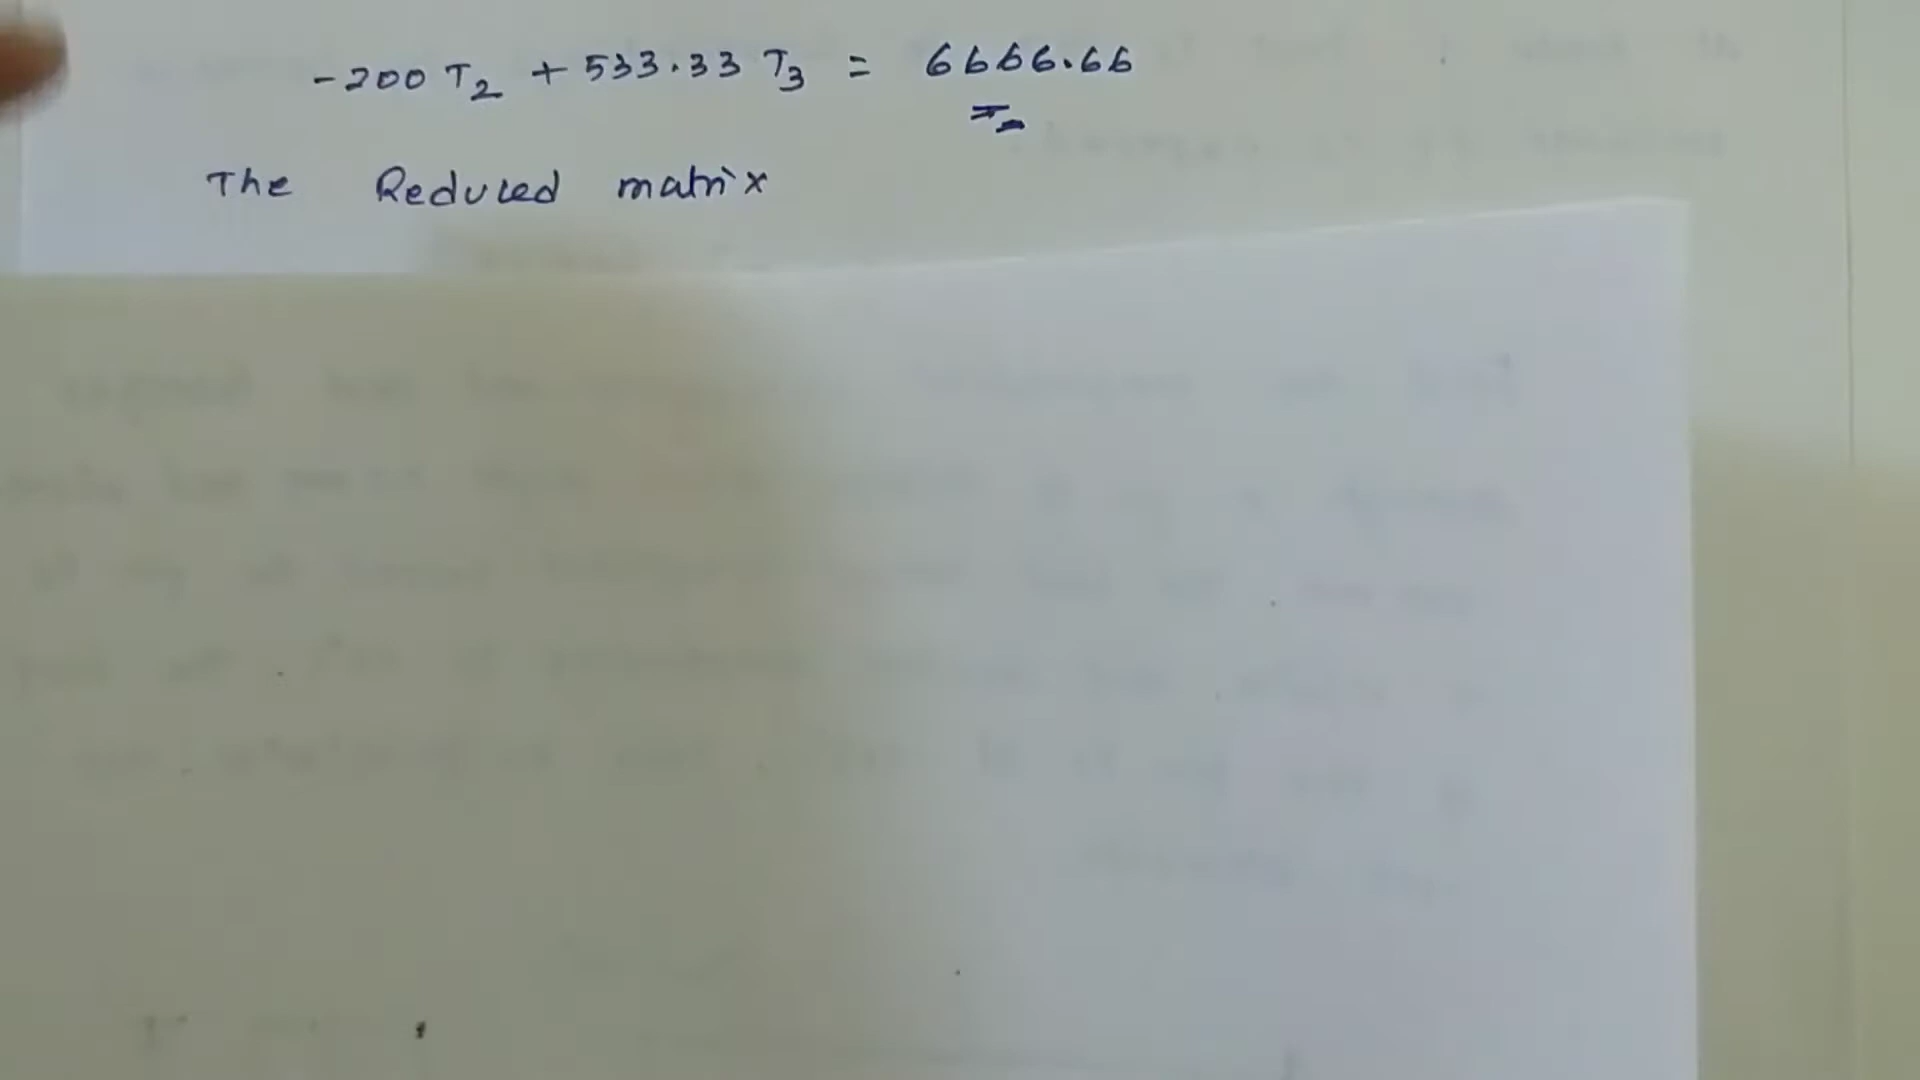 -200 T2 + 533.33 T3 = 6666.66
The Reduced matrix